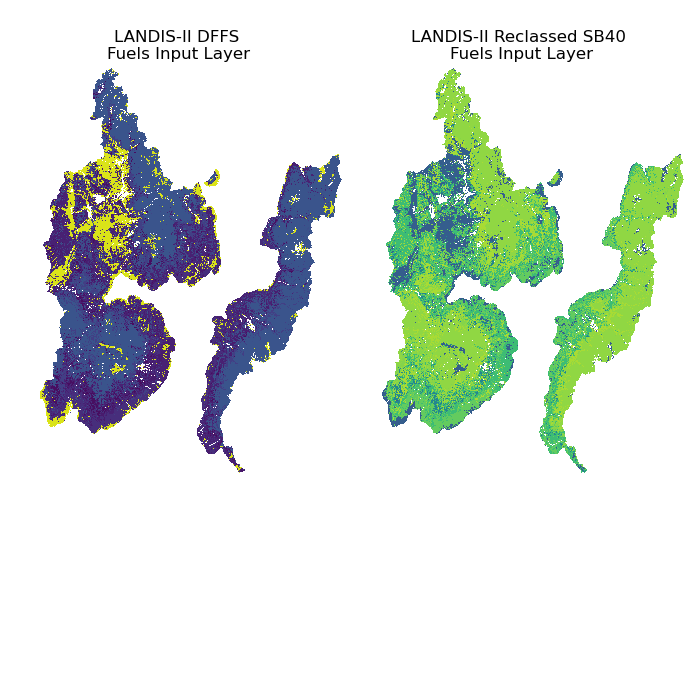 LANDIS-II DFFS
Fuels Input Layer
LANDIS-II Reclassed SB40
Fuels Input Layer